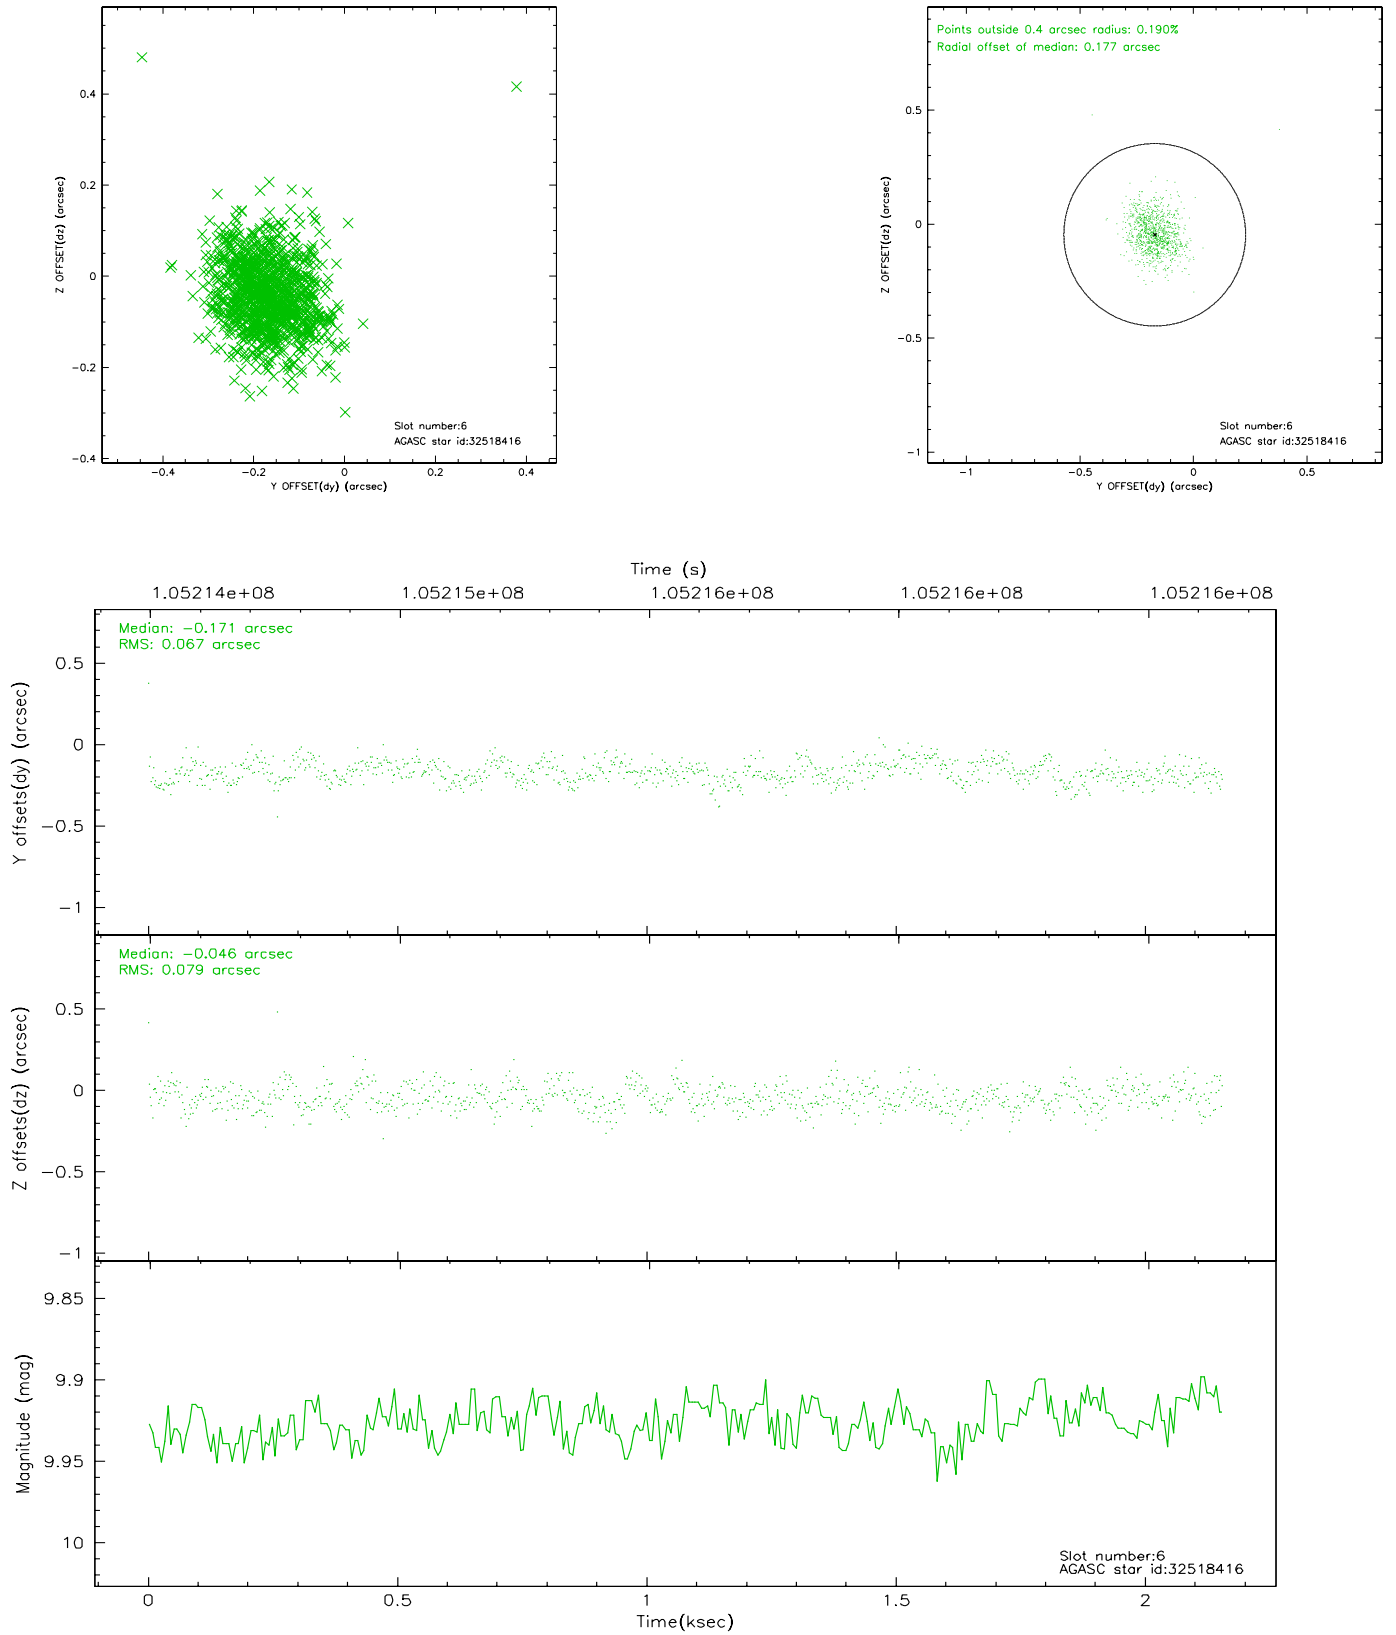 0.4
0.2
0
−0.2
−0.4
Z OFFSET(dz) (arcsec)
Slot number:6
AGASC star id:32518416
−0.4
−0.2
0
0.2
0.4
Y OFFSET(dy) (arcsec)
Points outside 0.4 arcsec radius: 0.190%
Radial offset of median: 0.177 arcsec
0.5
0
−0.5
−1
Z OFFSET(dz) (arcsec)
Slot number:6
AGASC star id:32518416
−1
−0.5
0
0.5
Y OFFSET(dy) (arcsec)
Time (s)
1.05214e+08
1.05215e+08
1.05216e+08
1.05216e+08
1.05216e+08
Median: −0.171 arcsec
RMS: 0.067 arcsec
0.5
0
−0.5
−1
Y offsets(dy) (arcsec)
Median: −0.046 arcsec
RMS: 0.079 arcsec
0.5
0
−0.5
−1
Z offsets(dz) (arcsec)
9.85
9.9
9.95
10
Magnitude (mag)
Slot number:6
AGASC star id:32518416
0
0.5
1
1.5
2
Time(ksec)